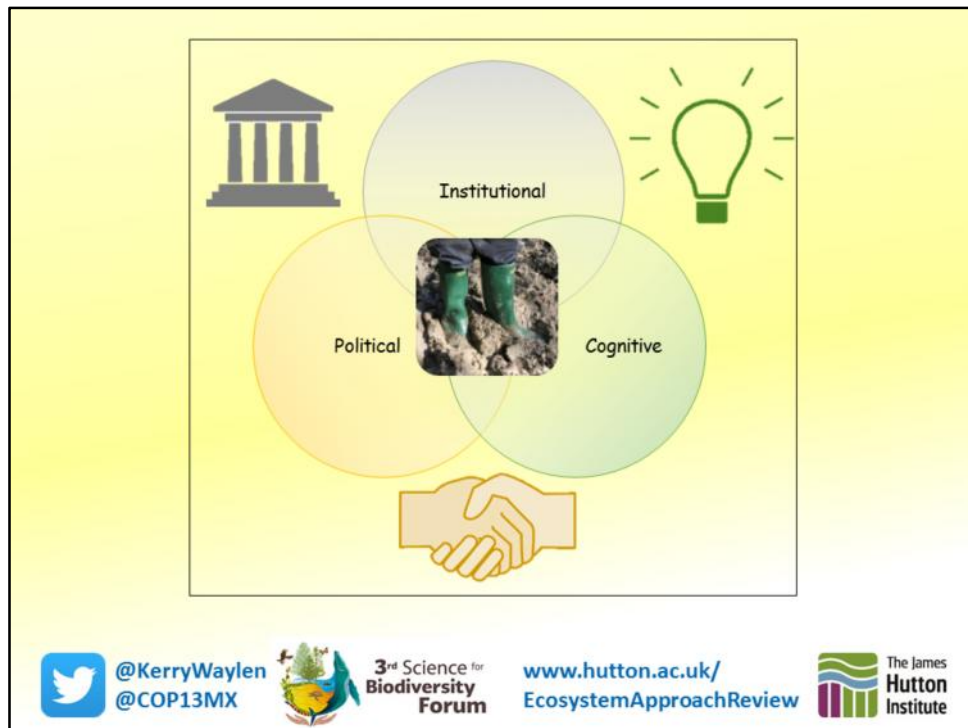 Institutional
Political
Cognitive
@KerryWaylen
@COP13MX
3rd Science for
Biodiversity
Forum
www.hutton.ac.uk/
EcosystemApproachReview
The James
Hutton
Institute